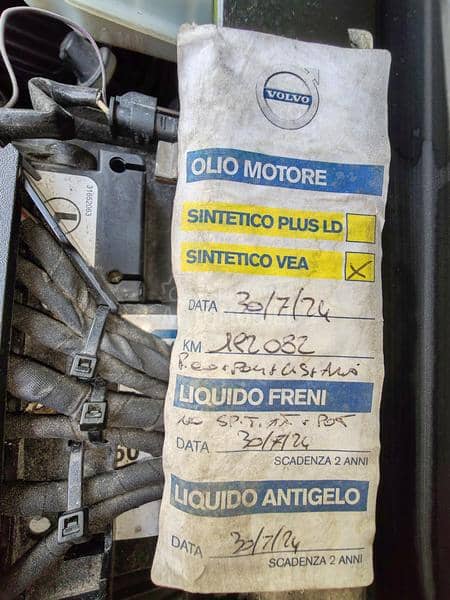 VOLVO
OLIO MOTORE
SINTETICO PLUS LD
SINTETICO VEA X
DATA 30/7/24
KM 182082
LIQUIDO FRENI
DATA 30/7/24
SCADENZA 2 ANNI
LIQUIDO ANTIGELO
DATA 30/7/24
SCADENZA 2 ANNI
31652063